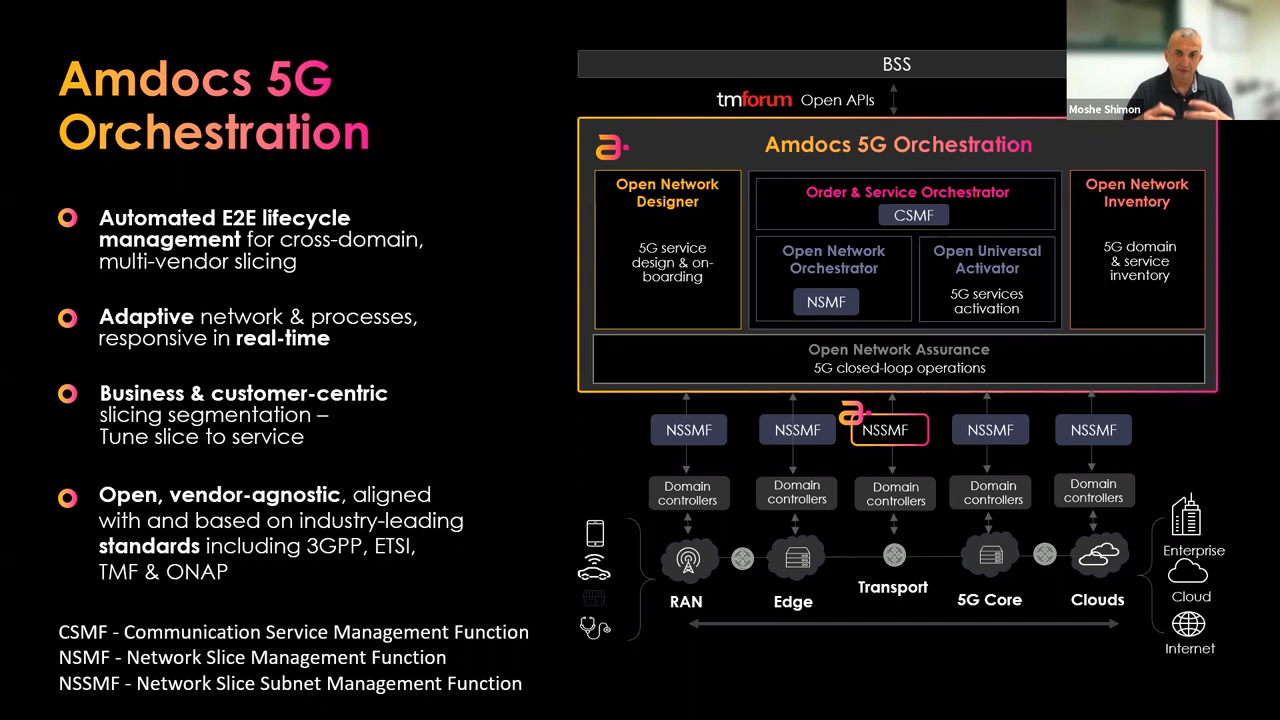 Amdocs 5G
Orchestration
Automated E2E lifecycle
management for cross-domain,
multi-vendor slicing
Adaptive network & processes,
responsive in real-time
Business & customer-centric
slicing segmentation –
Tune slice to service
Open, vendor-agnostic, aligned
with and based on industry-leading
standards including 3GPP, ETSI,
TMF & ONAP
CSMF - Communication Service Management Function
NSMF - Network Slice Management Function
NSSMF - Network Slice Subnet Management Function
BSS
tmforum Open APIs
Moshe Shimon
a
Amdocs 5G Orchestration
Open Network
Designer
5G service
design & on-
boarding
Order & Service Orchestrator
CSMF
Open Network
Orchestrator
NSMF
Open Universal
Activator
5G services
activation
Open Network
Inventory
5G domain
& service
inventory
Open Network Assurance
5G closed-loop operations
a
NSSMF NSSMF NSSMF NSSMF NSSMF
Domain
controllers
Domain
controllers
Domain
controllers
Domain
controllers
Domain
controllers
RAN Edge Transport 5G Core Clouds
Enterprise
Cloud
Internet